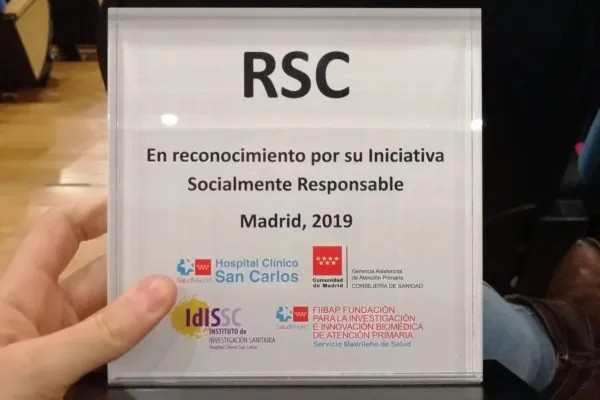 RSC
En reconocimiento por su Iniciativa
Socialmente Responsable
Madrid, 2019
SaludMadrid
Hospital Clínico
San Carlos
Comunidad
de Madrid
Gerencia Asistencial
de Atención Primaria
CONSEJERÍA DE SANIDAD
IdISSC
INSTITUTO de
INVESTIGACIÓN SANITARIA
Hospital Clínico San Carlos
SaludMadrid
FIIBAP FUNDACIÓN
PARA LA INVESTIGACIÓN
E INNOVACIÓN BIOMÉDICA
DE ATENCIÓN PRIMARIA
Servicio Madrileño de Salud